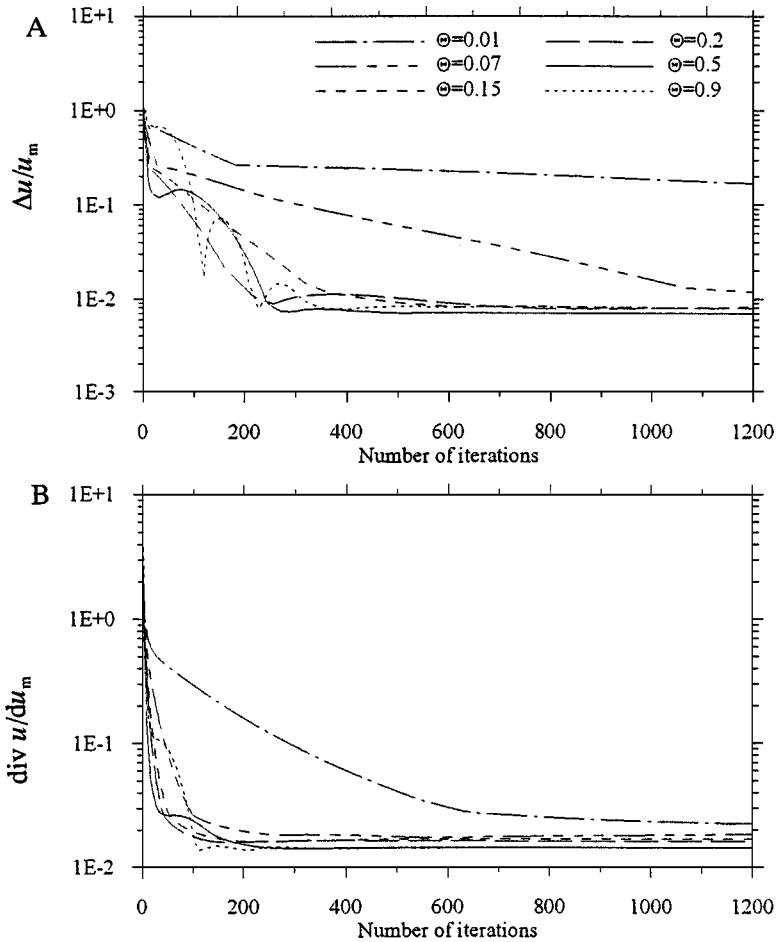 A
1E+1
1E+0
1E-1
1E-2
1E-3
Δu/um
Θ=0.01
Θ=0.2
Θ=0.07
Θ=0.5
Θ=0.15
Θ=0.9
0
200
400
600
800
1000
1200
Number of iterations
B
1E+1
1E+0
1E-1
1E-2
div u/dum
0
200
400
600
800
1000
1200
Number of iterations